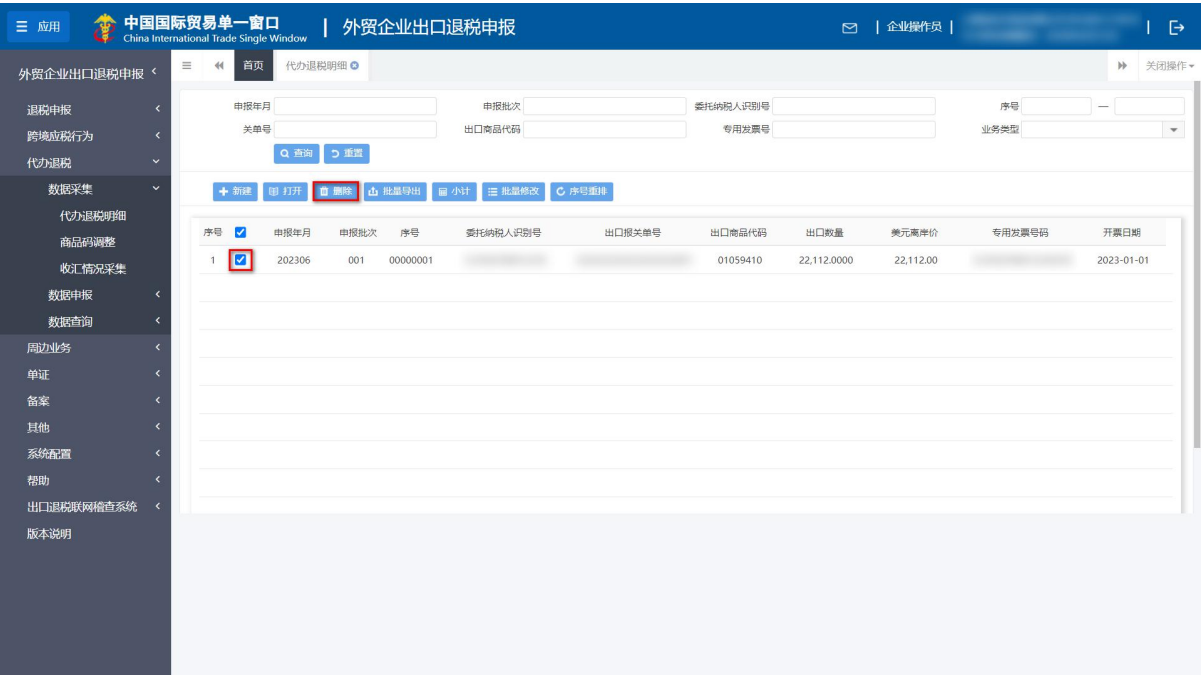 应用
中国国际贸易单一窗口
China International Trade Single Window
外贸企业出口退税申报
企业操作员
外贸企业出口退税申报
退税申报
跨境应税行为
代办退税
数据采集
代办退税明细
商品码调整
收汇情况采集
数据申报
数据查询
周边业务
单证
备案
其他
系统配置
帮助
出口退税联网稽查系统
版本说明
首页 代办退税明细 关闭操作
申报年月 申报批次 委托纳税人识别号 序号 —
关单号 出口商品代码 专用发票号 业务类型
查询 重置
新建 打开 删除 批量导出 小计 批量修改 序号重排
序号 申报年月 申报批次 序号 委托纳税人识别号 出口报关单号 出口商品代码 出口数量 美元离岸价 专用发票号码 开票日期
1 202306 001 00000001 01059410 22,112.0000 22,112.00 2023-01-01